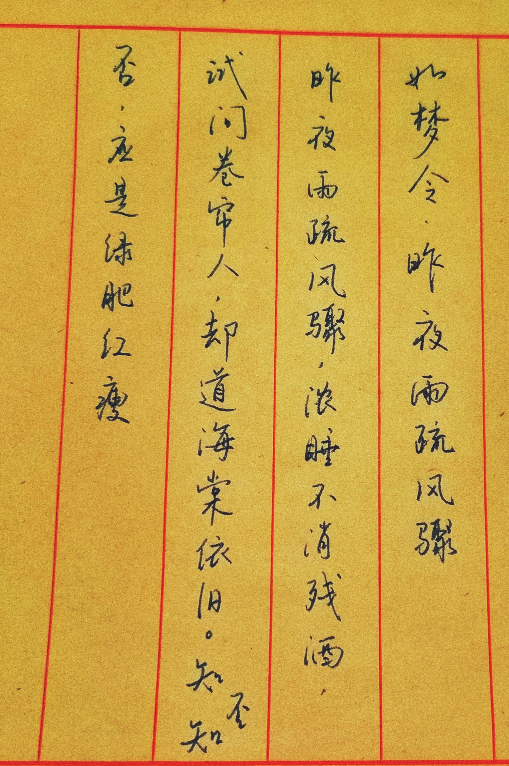 如梦令·昨夜雨疏风骤
昨夜雨疏风骤,浓睡不消残酒,
试问卷帘人,却道海棠依旧。知否知
否,应是绿肥红瘦